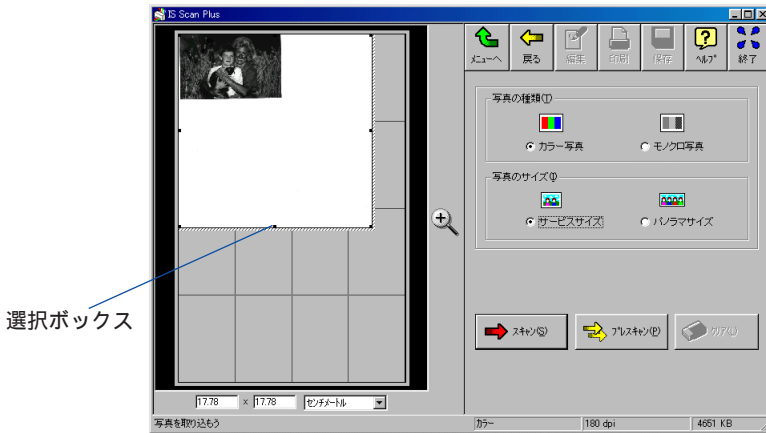 IS Scan Plus
メニューへ
戻る
編集
印刷
保存
ヘルプ
終了
写真の種類(T)
カラー写真
モノクロ写真
写真のサイズ(I)
サービスサイズ
パノラマサイズ
選択ボックス
スキャン(S)
プレスキャン(P)
クリア(L)
17.78 × 17.78 センチメートル
写真を取り込もう
カラー
180 dpi
4651 KB